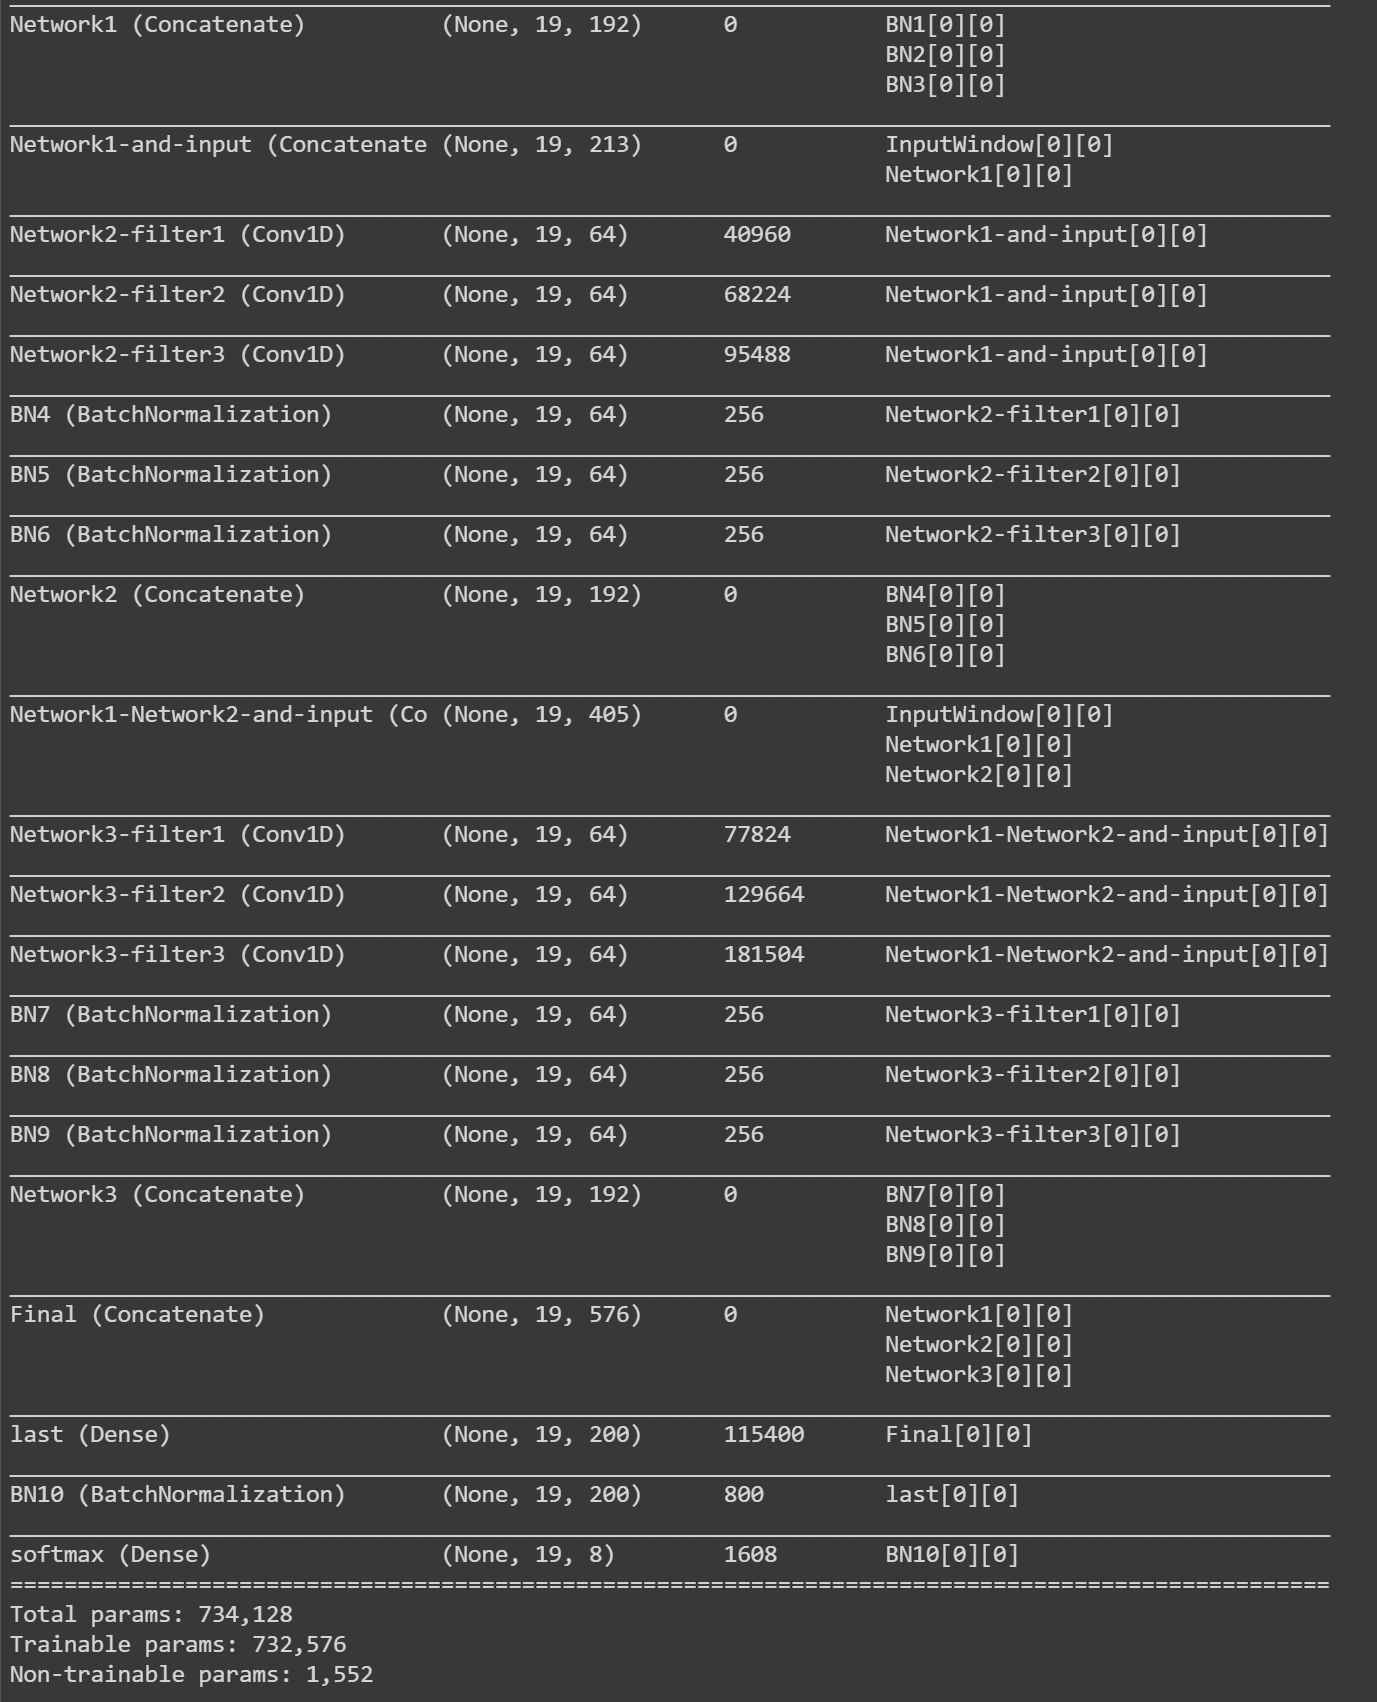 Network1 (Concatenate) (None, 19, 192) 0 BN1[0][0]
BN2[0][0]
BN3[0][0]
Network1-and-input (Concatenate (None, 19, 213) 0 InputWindow[0][0]
Network1[0][0]
Network2-filter1 (Conv1D) (None, 19, 64) 40960 Network1-and-input[0][0]
Network2-filter2 (Conv1D) (None, 19, 64) 68224 Network1-and-input[0][0]
Network2-filter3 (Conv1D) (None, 19, 64) 95488 Network1-and-input[0][0]
BN4 (BatchNormalization) (None, 19, 64) 256 Network2-filter1[0][0]
BN5 (BatchNormalization) (None, 19, 64) 256 Network2-filter2[0][0]
BN6 (BatchNormalization) (None, 19, 64) 256 Network2-filter3[0][0]
Network2 (Concatenate) (None, 19, 192) 0 BN4[0][0]
BN5[0][0]
BN6[0][0]
Network1-Network2-and-input (Co (None, 19, 405) 0 InputWindow[0][0]
Network1[0][0]
Network2[0][0]
Network3-filter1 (Conv1D) (None, 19, 64) 77824 Network1-Network2-and-input[0][0]
Network3-filter2 (Conv1D) (None, 19, 64) 129664 Network1-Network2-and-input[0][0]
Network3-filter3 (Conv1D) (None, 19, 64) 181504 Network1-Network2-and-input[0][0]
BN7 (BatchNormalization) (None, 19, 64) 256 Network3-filter1[0][0]
BN8 (BatchNormalization) (None, 19, 64) 256 Network3-filter2[0][0]
BN9 (BatchNormalization) (None, 19, 64) 256 Network3-filter3[0][0]
Network3 (Concatenate) (None, 19, 192) 0 BN7[0][0]
BN8[0][0]
BN9[0][0]
Final (Concatenate) (None, 19, 576) 0 Network1[0][0]
Network2[0][0]
Network3[0][0]
last (Dense) (None, 19, 200) 115400 Final[0][0]
BN10 (BatchNormalization) (None, 19, 200) 800 last[0][0]
softmax (Dense) (None, 19, 8) 1608 BN10[0][0]
Total params: 734,128
Trainable params: 732,576
Non-trainable params: 1,552